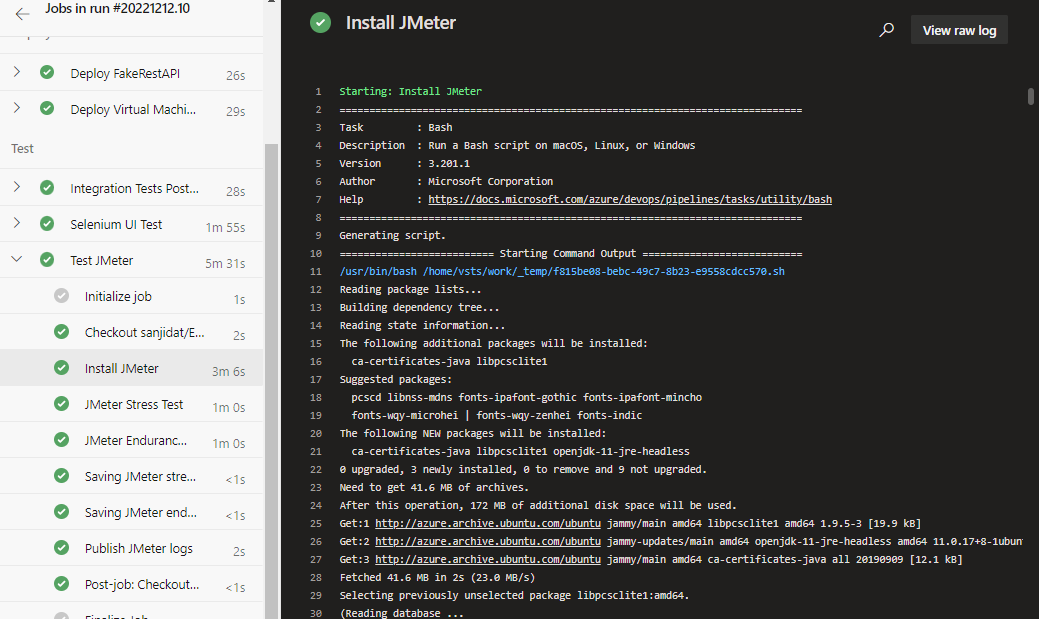 Jobs in run #20221212.10
Deploy FakeRestAPI 26s
Deploy Virtual Machi... 29s
Test
Integration Tests Post... 28s
Selenium UI Test 1m 55s
Test JMeter 5m 31s
Initialize job 1s
Checkout sanjidat/E... 2s
Install JMeter 3m 6s
JMeter Stress Test 1m 0s
JMeter Enduranc... 1m 0s
Saving JMeter stre... <1s
Saving JMeter end... <1s
Publish JMeter logs 2s
Post-job: Checkout... <1s
Finalize Job
Install JMeter
View raw log
1 Starting: Install JMeter
2 ==============================================================================
3 Task : Bash
4 Description : Run a Bash script on macOS, Linux, or Windows
5 Version : 3.201.1
6 Author : Microsoft Corporation
7 Help : https://docs.microsoft.com/azure/devops/pipelines/tasks/utility/bash
8 ==============================================================================
9 Generating script.
10 ========================== Starting Command Output ===========================
11 /usr/bin/bash /home/vsts/work/_temp/f815be08-bebc-49c7-8b23-e9558cdcc570.sh
12 Reading package lists...
13 Building dependency tree...
14 Reading state information...
15 The following additional packages will be installed:
16 ca-certificates-java libpcsclite1
17 Suggested packages:
18 pcscd libnss-mdns fonts-ipafont-gothic fonts-ipafont-mincho
19 fonts-wqy-microhei | fonts-wqy-zenhei fonts-indic
20 The following NEW packages will be installed:
21 ca-certificates-java libpcsclite1 openjdk-11-jre-headless
22 0 upgraded, 3 newly installed, 0 to remove and 9 not upgraded.
23 Need to get 41.6 MB of archives.
24 After this operation, 172 MB of additional disk space will be used.
25 Get:1 http://azure.archive.ubuntu.com/ubuntu jammy/main amd64 libpcsclite1 amd64 1.9.5-3 [19.9 kB]
26 Get:2 http://azure.archive.ubuntu.com/ubuntu jammy-updates/main amd64 openjdk-11-jre-headless amd64 11.0.17+8-1ubun
27 Get:3 http://azure.archive.ubuntu.com/ubuntu jammy/main amd64 ca-certificates-java all 20190909 [12.1 kB]
28 Fetched 41.6 MB in 2s (23.0 MB/s)
29 Selecting previously unselected package libpcsclite1:amd64.
30 (Reading database ...